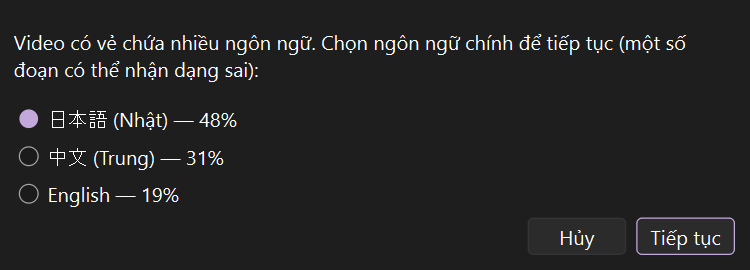 Video có vẻ chứa nhiều ngôn ngữ. Chọn ngôn ngữ chính để tiếp tục (một số
đoạn có thể nhận dạng sai):
日本語 (Nhật) — 48%
中文 (Trung) — 31%
English — 19%
Hủy
Tiếp tục